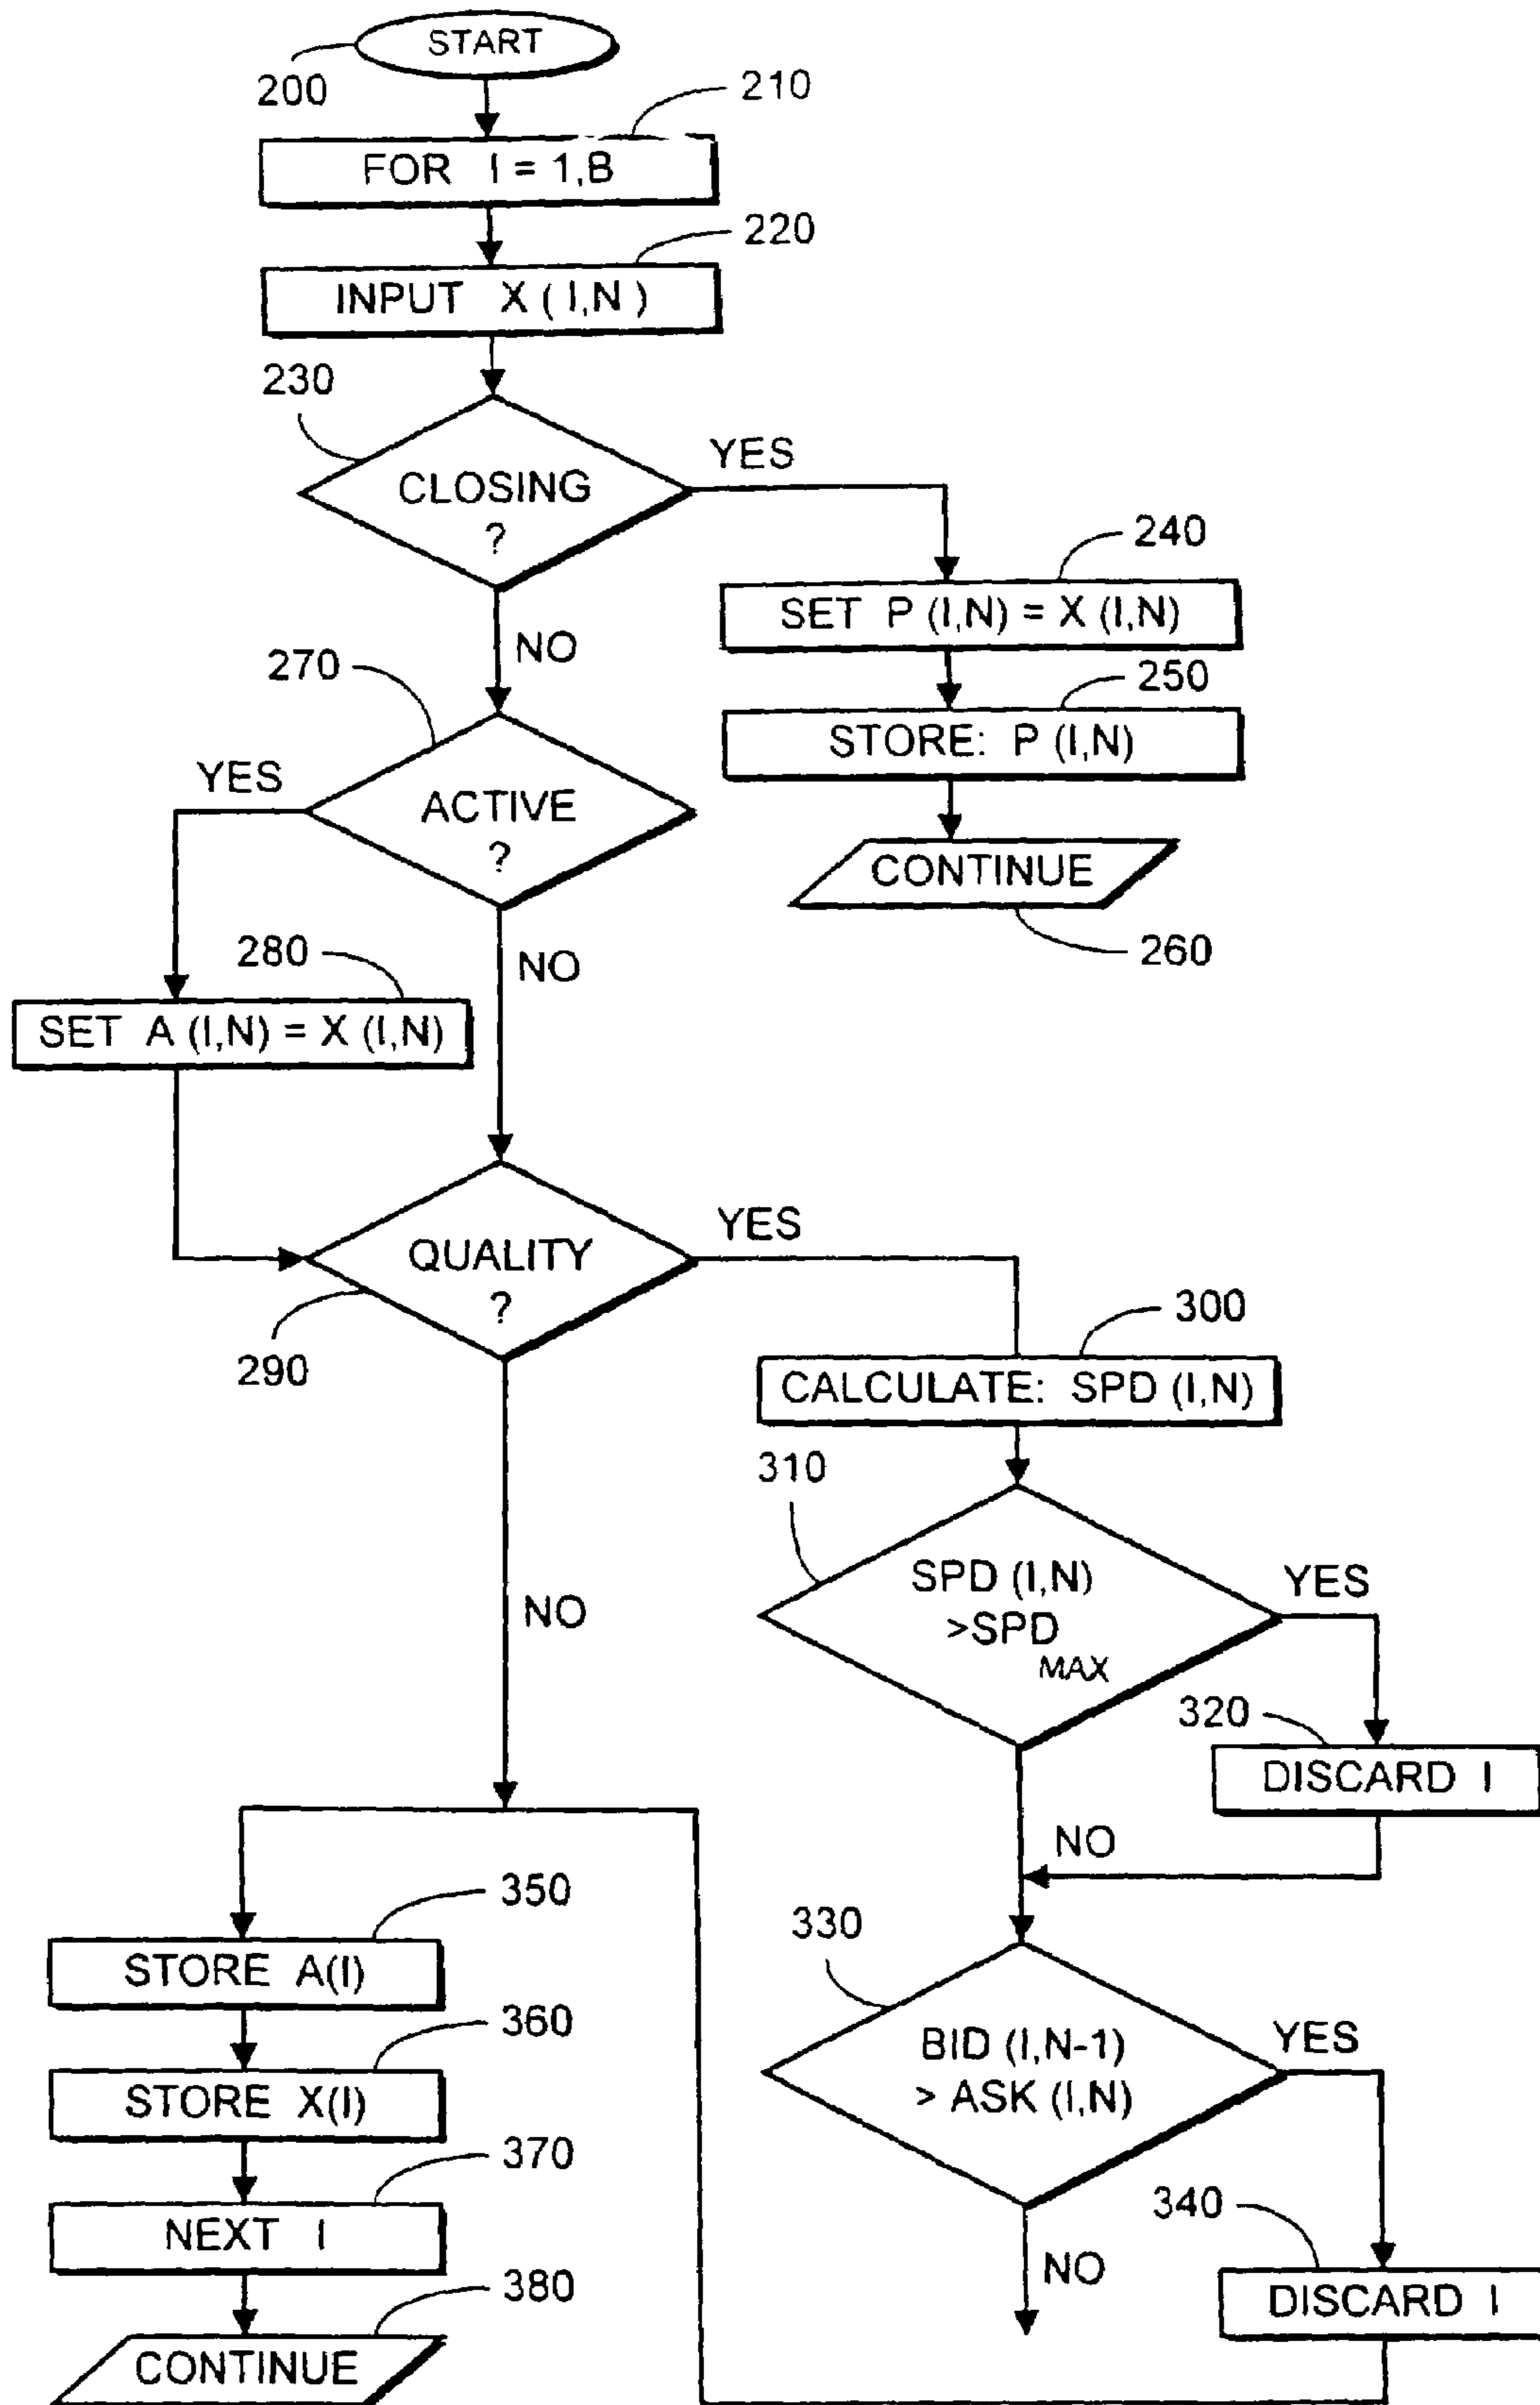 START
200
210
FOR I = 1,B
220
INPUT X ( I,N )
230
CLOSING
?
YES
NO
240
SET P (I,N) = X (I,N)
250
STORE: P (I,N)
CONTINUE
260
270
YES
ACTIVE
?
NO
280
SET A (I,N) = X (I,N)
QUALITY
?
YES
290
NO
300
CALCULATE: SPD (I,N)
310
SPD (I,N)
>SPD
MAX
YES
320
DISCARD I
NO
330
BID (I,N-1)
> ASK (I,N)
YES
NO
340
DISCARD I
350
STORE A(I)
360
STORE X(I)
370
NEXT I
380
CONTINUE